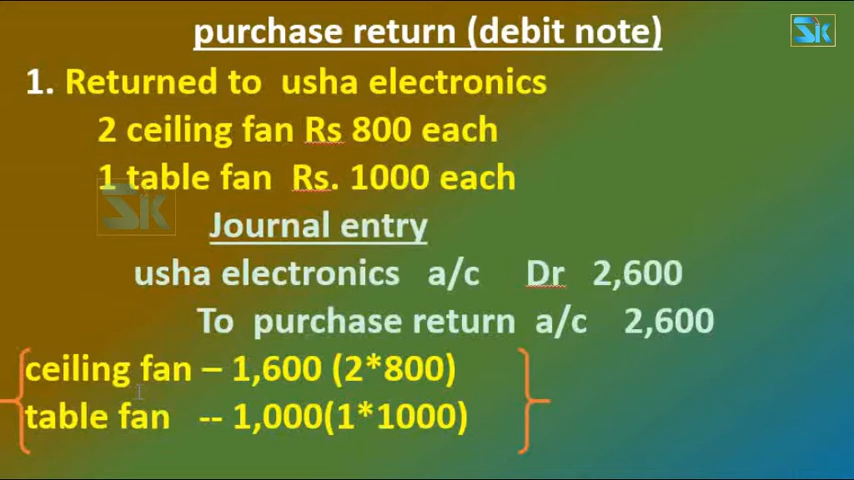 purchase return (debit note)
SK
1. Returned to usha electronics
2 ceiling fan Rs 800 each
1 table fan Rs. 1000 each
SK
Journal entry
usha electronics a/c Dr 2,600
To purchase return a/c 2,600
ceiling fan – 1,600 (2*800)
table fan -- 1,000(1*1000)